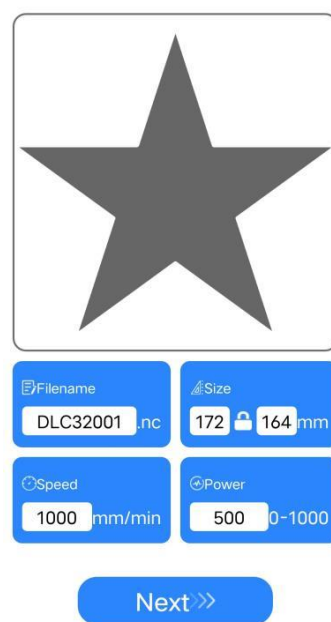 Filename
Size
DLC32001 .nc
172 164 mm
Speed
Power
1000 mm/min
500 0-1000
Next